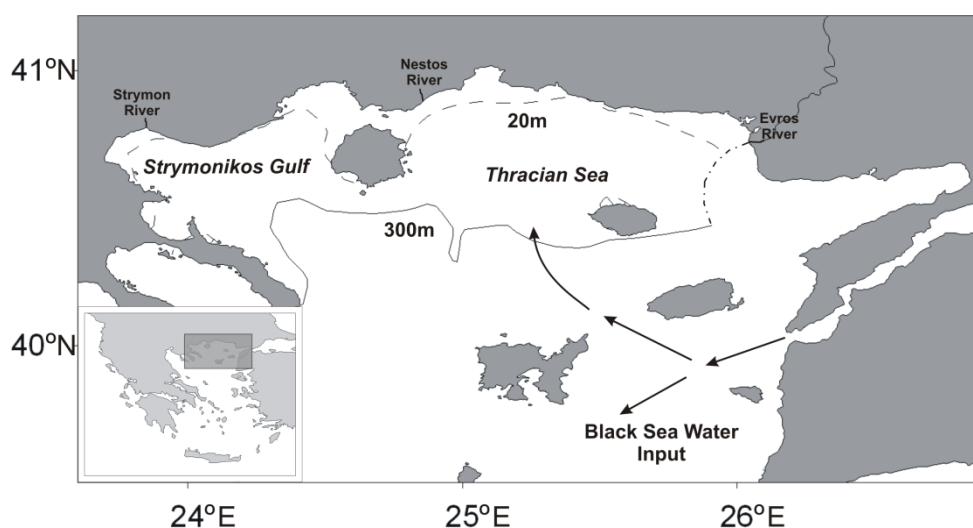 41°N
Nestos
River
Strymon
River
20m
Evros
River
Strymonikos Gulf
Thracian Sea
300m
40°N
Black Sea Water
Input
24°E
25°E
26°E